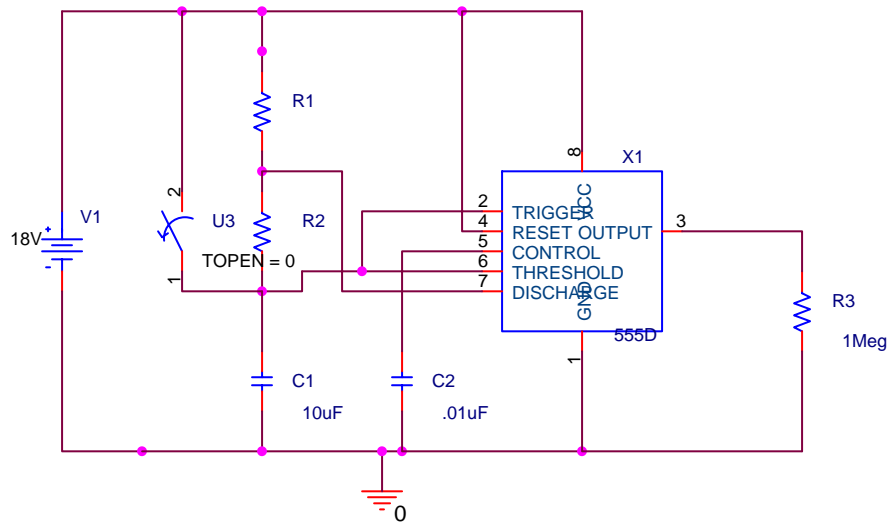 R1
8
X1
2
V1
U3
R2
2
TRIGGER
VCC
3
18V
4
RESET
OUTPUT
5
CONTROL
TOPEN = 0
6
THRESHOLD
1
7
DISCHARGE
GND
R3
555D
1Meg
1
C1
C2
10uF
.01uF
0